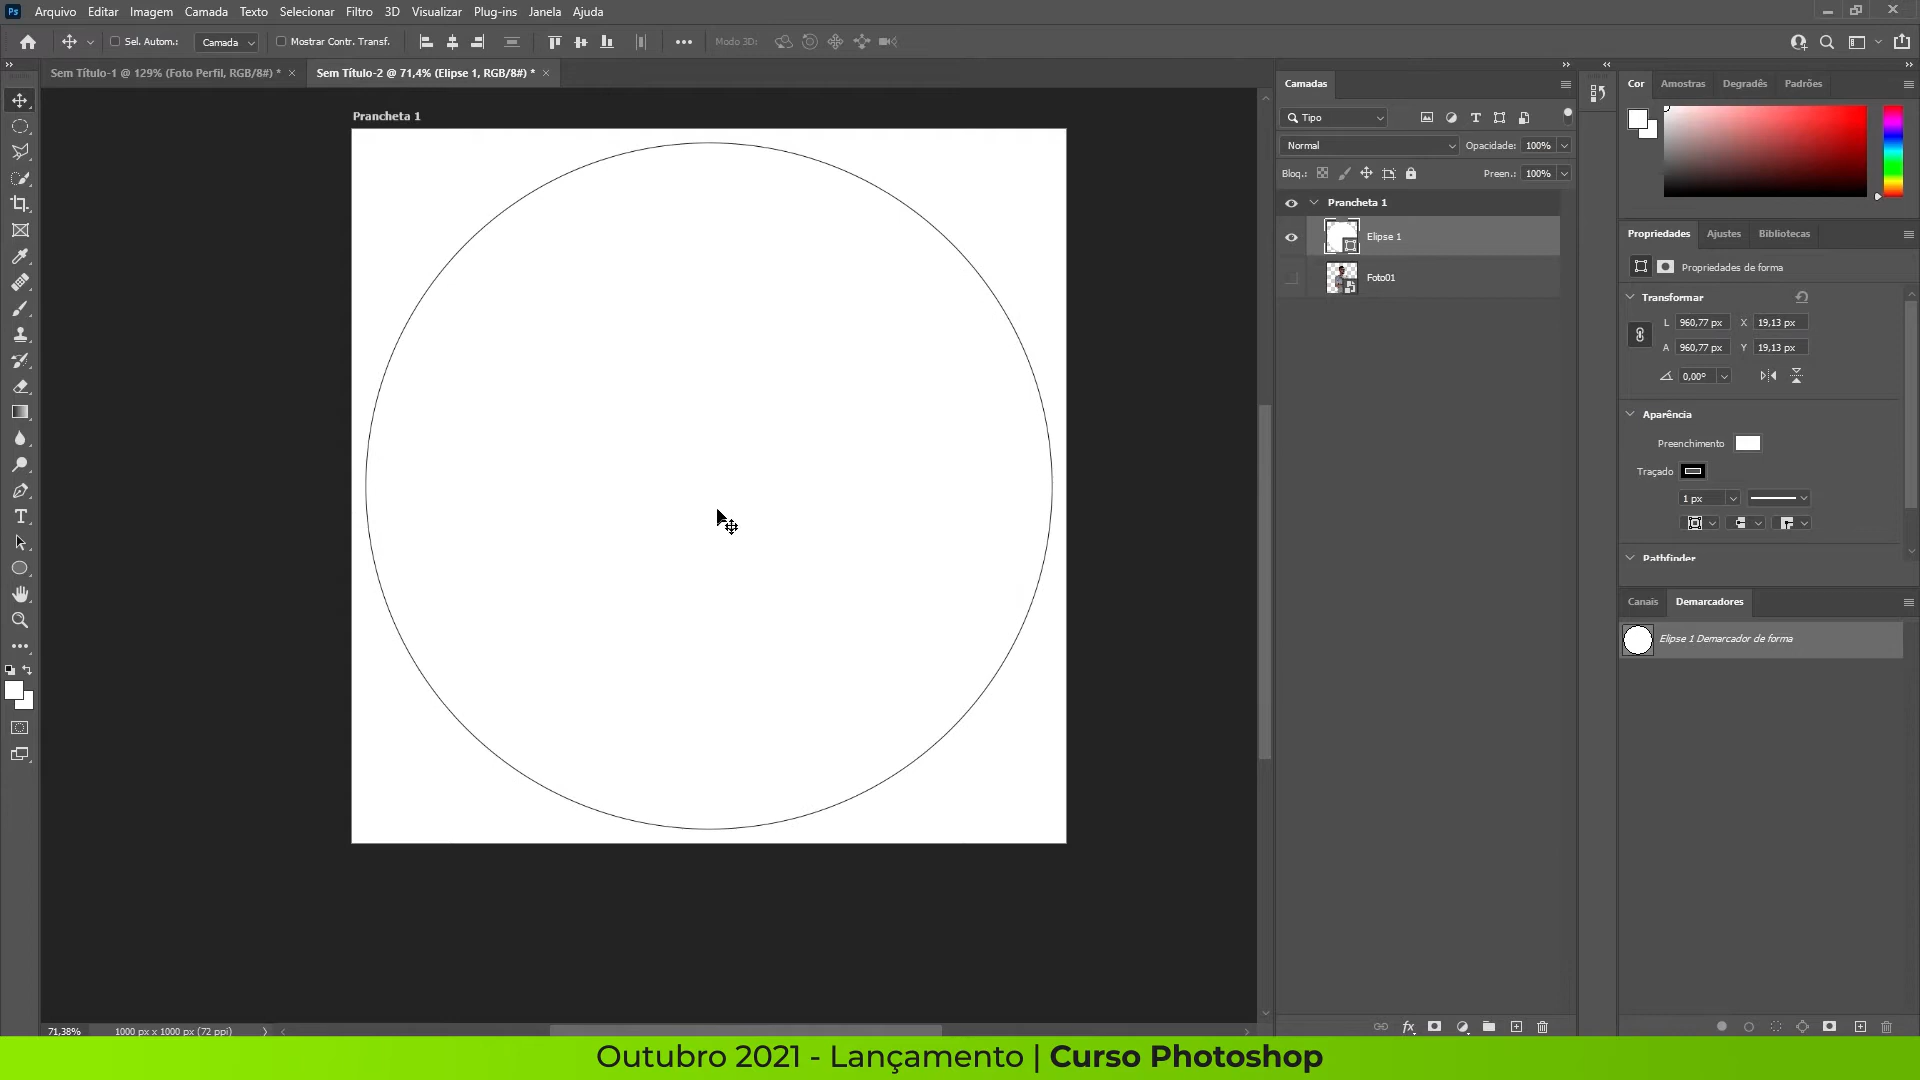 Ps Arquivo Editar Imagem Camada Texto Selecionar Filtro 3D Visualizar Plug-ins Janela Ajuda
Sel. Autom.: Camada Mostrar Contr. Transf. Modo 3D:
Sem Título-1 @ 129% (Foto Perfil, RGB/8#) * × Sem Título-2 @ 71,4% (Elipse 1, RGB/8#) * ×
Prancheta 1
Camadas
Tipo
Normal Opacidade: 100%
Bloq.: Preen.: 100%
Prancheta 1
Elipse 1
Foto01
Cor Amostras Degradês Padrões
Propriedades Ajustes Bibliotecas
Propriedades de forma
Transformar
L 960,77 px X 19,13 px
A 960,77 px Y 19,13 px
0,00°
Aparência
Preenchimento
Traçado
1 px
Pathfinder
Canais Demarcadores
Elipse 1 Demarcador de forma
71,38% 1000 px x 1000 px (72 ppi)
fx
Outubro 2021 - Lançamento | Curso Photoshop